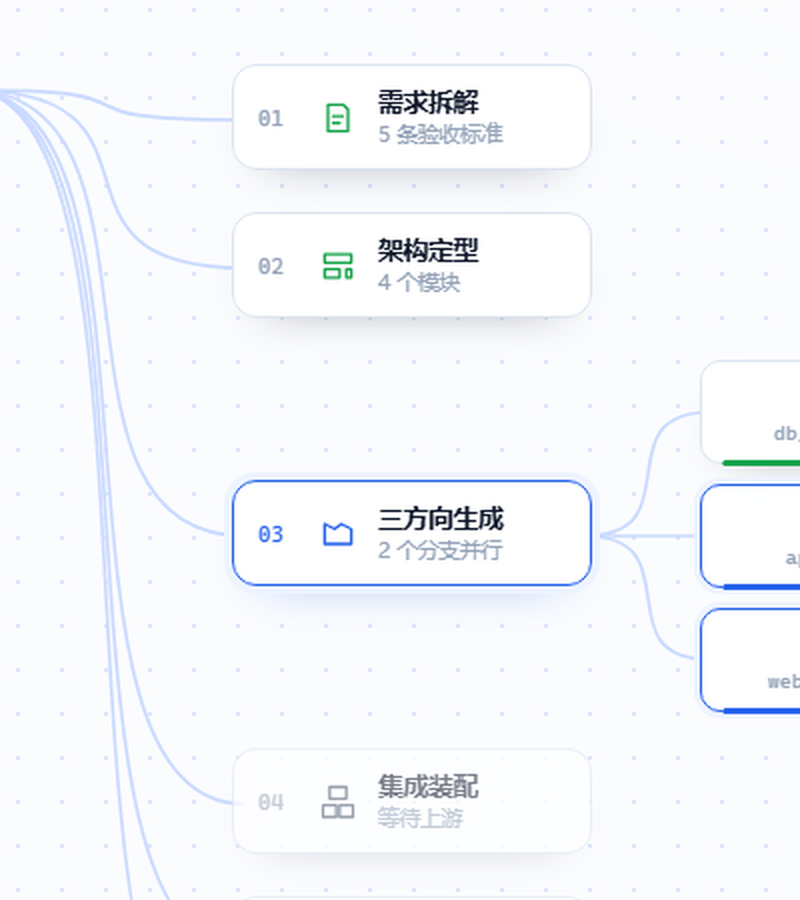 01
需求拆解
5 条验收标准
02
架构定型
4 个模块
db
03
三方向生成
2 个分支并行
web
04
集成装配
等待上游